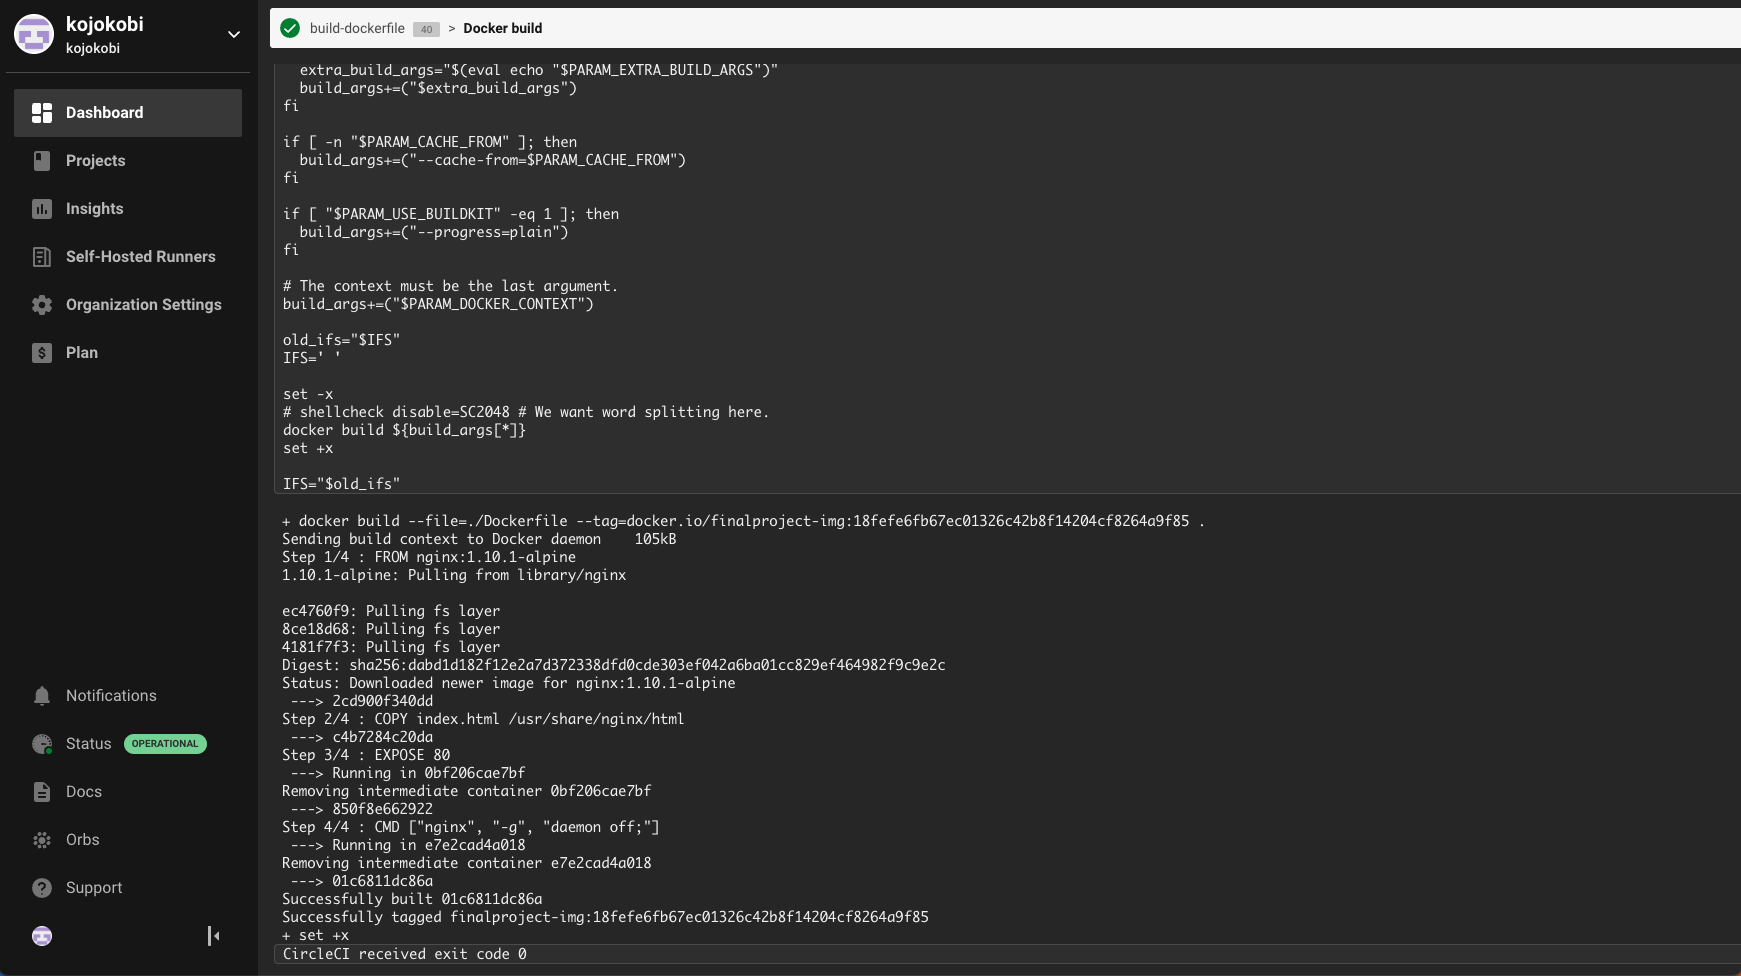 kojokobi
kojokobi
Dashboard
Projects
Insights
Self-Hosted Runners
Organization Settings
Plan
Notifications
Status OPERATIONAL
Docs
Orbs
Support
build-dockerfile 40 > Docker build
  extra_build_args="$(eval echo "$PARAM_EXTRA_BUILD_ARGS")"
  build_args+=("$extra_build_args")
fi
if [ -n "$PARAM_CACHE_FROM" ]; then
  build_args+=("--cache-from=$PARAM_CACHE_FROM")
fi
if [ "$PARAM_USE_BUILDKIT" -eq 1 ]; then
  build_args+=("--progress=plain")
fi
# The context must be the last argument.
build_args+=("$PARAM_DOCKER_CONTEXT")
old_ifs="$IFS"
IFS=' '
set -x
# shellcheck disable=SC2048 # We want word splitting here.
docker build ${build_args[*]}
set +x
IFS="$old_ifs"
+ docker build --file=./Dockerfile --tag=docker.io/finalproject-img:18fefe6fb67ec01326c42b8f14204cf8264a9f85 .
Sending build context to Docker daemon    105kB
Step 1/4 : FROM nginx:1.10.1-alpine
1.10.1-alpine: Pulling from library/nginx
ec4760f9: Pulling fs layer
8ce18d68: Pulling fs layer
4181f7f3: Pulling fs layer
Digest: sha256:dabd1d182f12e2a7d372338dfd0cde303ef042a6ba01cc829ef464982f9c9e2c
Status: Downloaded newer image for nginx:1.10.1-alpine
 ---> 2cd900f340dd
Step 2/4 : COPY index.html /usr/share/nginx/html
 ---> c4b7284c20da
Step 3/4 : EXPOSE 80
 ---> Running in 0bf206cae7bf
Removing intermediate container 0bf206cae7bf
 ---> 850f8e662922
Step 4/4 : CMD ["nginx", "-g", "daemon off;"]
 ---> Running in e7e2cad4a018
Removing intermediate container e7e2cad4a018
 ---> 01c6811dc86a
Successfully built 01c6811dc86a
Successfully tagged finalproject-img:18fefe6fb67ec01326c42b8f14204cf8264a9f85
+ set +x
CircleCI received exit code 0